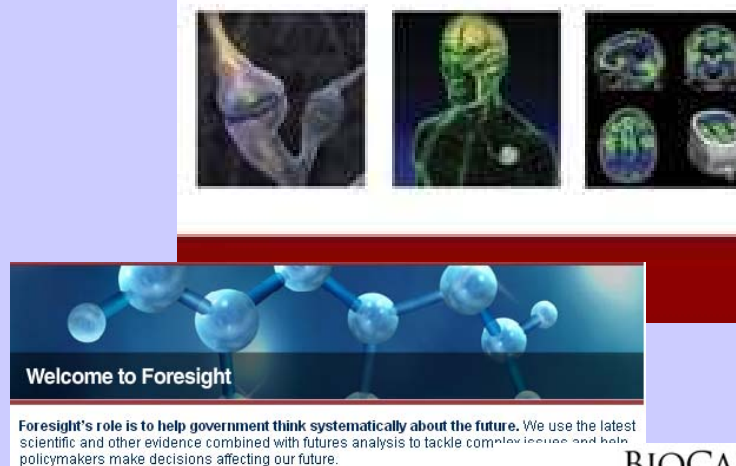 Welcome to Foresight
Foresight's role is to help government think systematically about the future. We use the latest
scientific and other evidence combined with futures analysis to tackle complex issues and help
policymakers make decisions affecting our future.